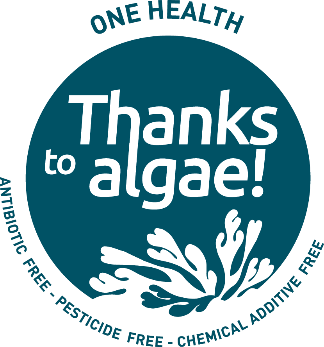 ONE HEALTH
Thanks
to algae!
ANTIBIOTIC FREE - PESTICIDE FREE - CHEMICAL ADDITIVE FREE